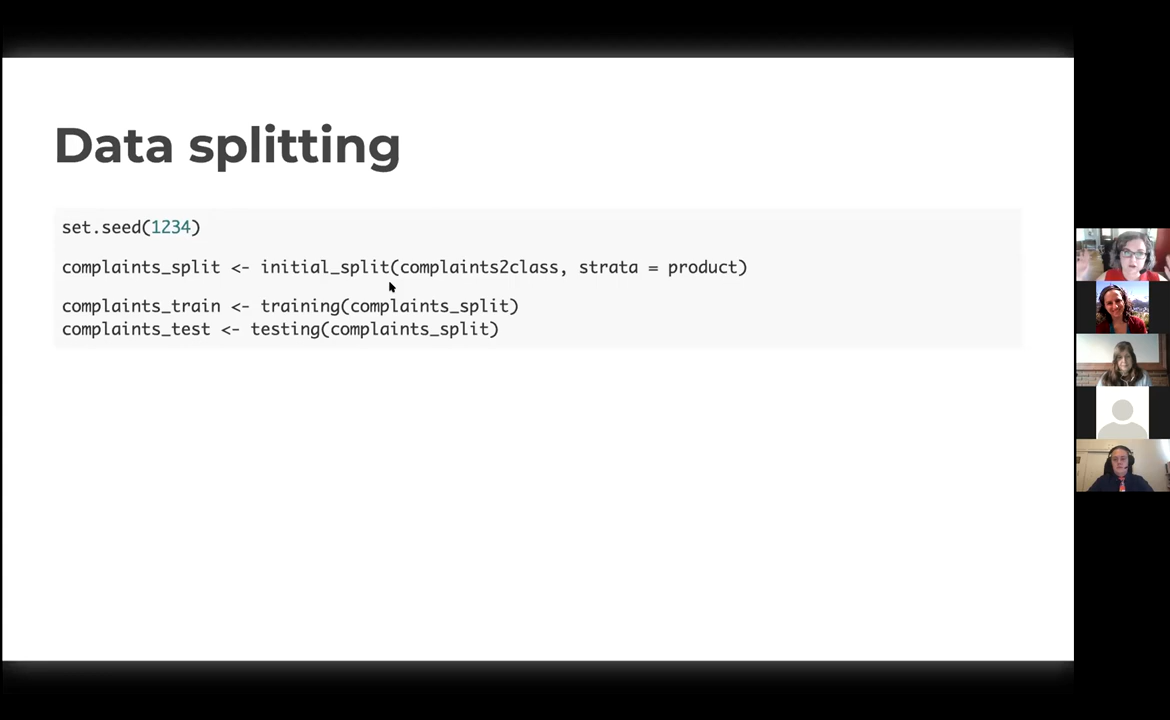 Data splitting
set.seed(1234)
complaints_split <- initial_split(complaints2class, strata = product)
complaints_train <- training(complaints_split)
complaints_test <- testing(complaints_split)